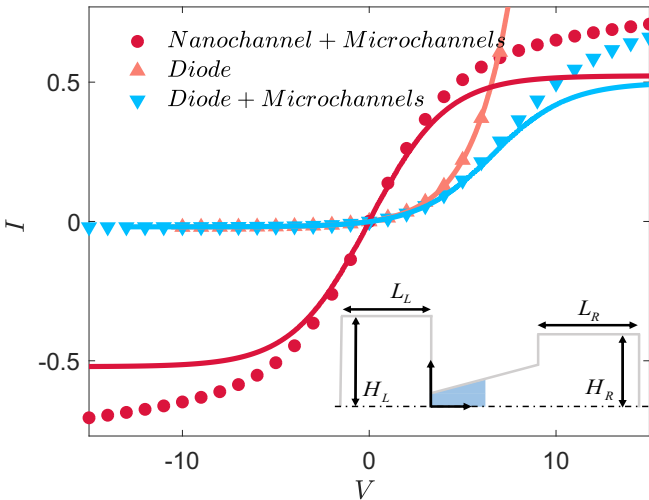 Nanochannel + Microchannels
Diode
Diode + Microchannels
0.5
0
-0.5
I
L_L
L_R
H_L
H_R
-10
0
10
V